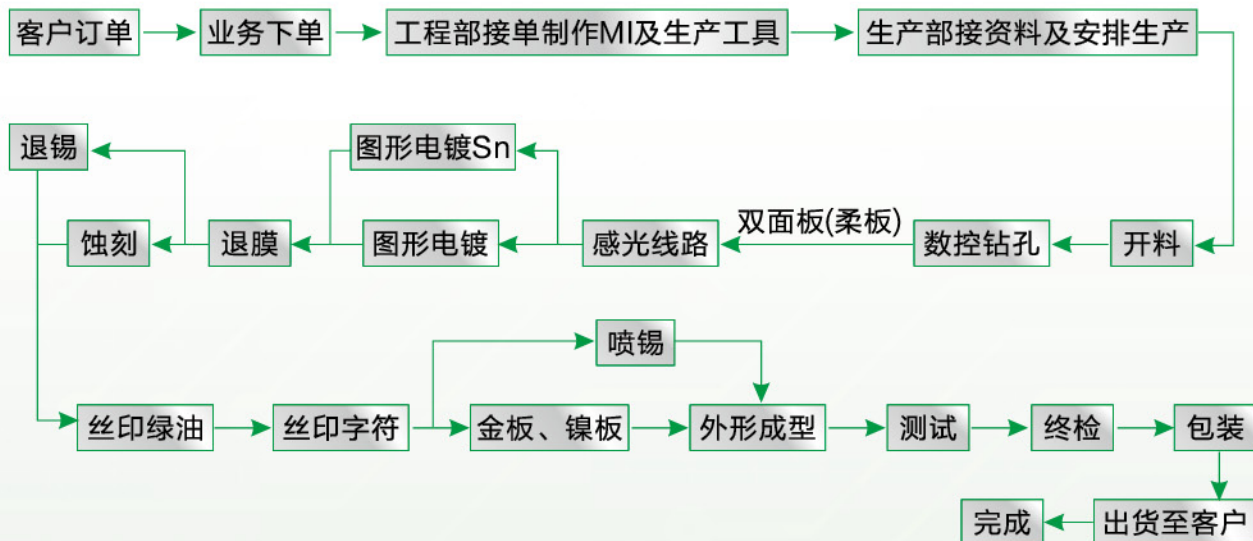 客户订单
业务下单
工程部接单制作MI及生产工具
生产部接资料及安排生产
退锡
图形电镀Sn
蚀刻
退膜
图形电镀
感光线路
双面板(柔板)
数控钻孔
开料
喷锡
丝印绿油
丝印字符
金板、镍板
外形成型
测试
终检
包装
完成
出货至客户